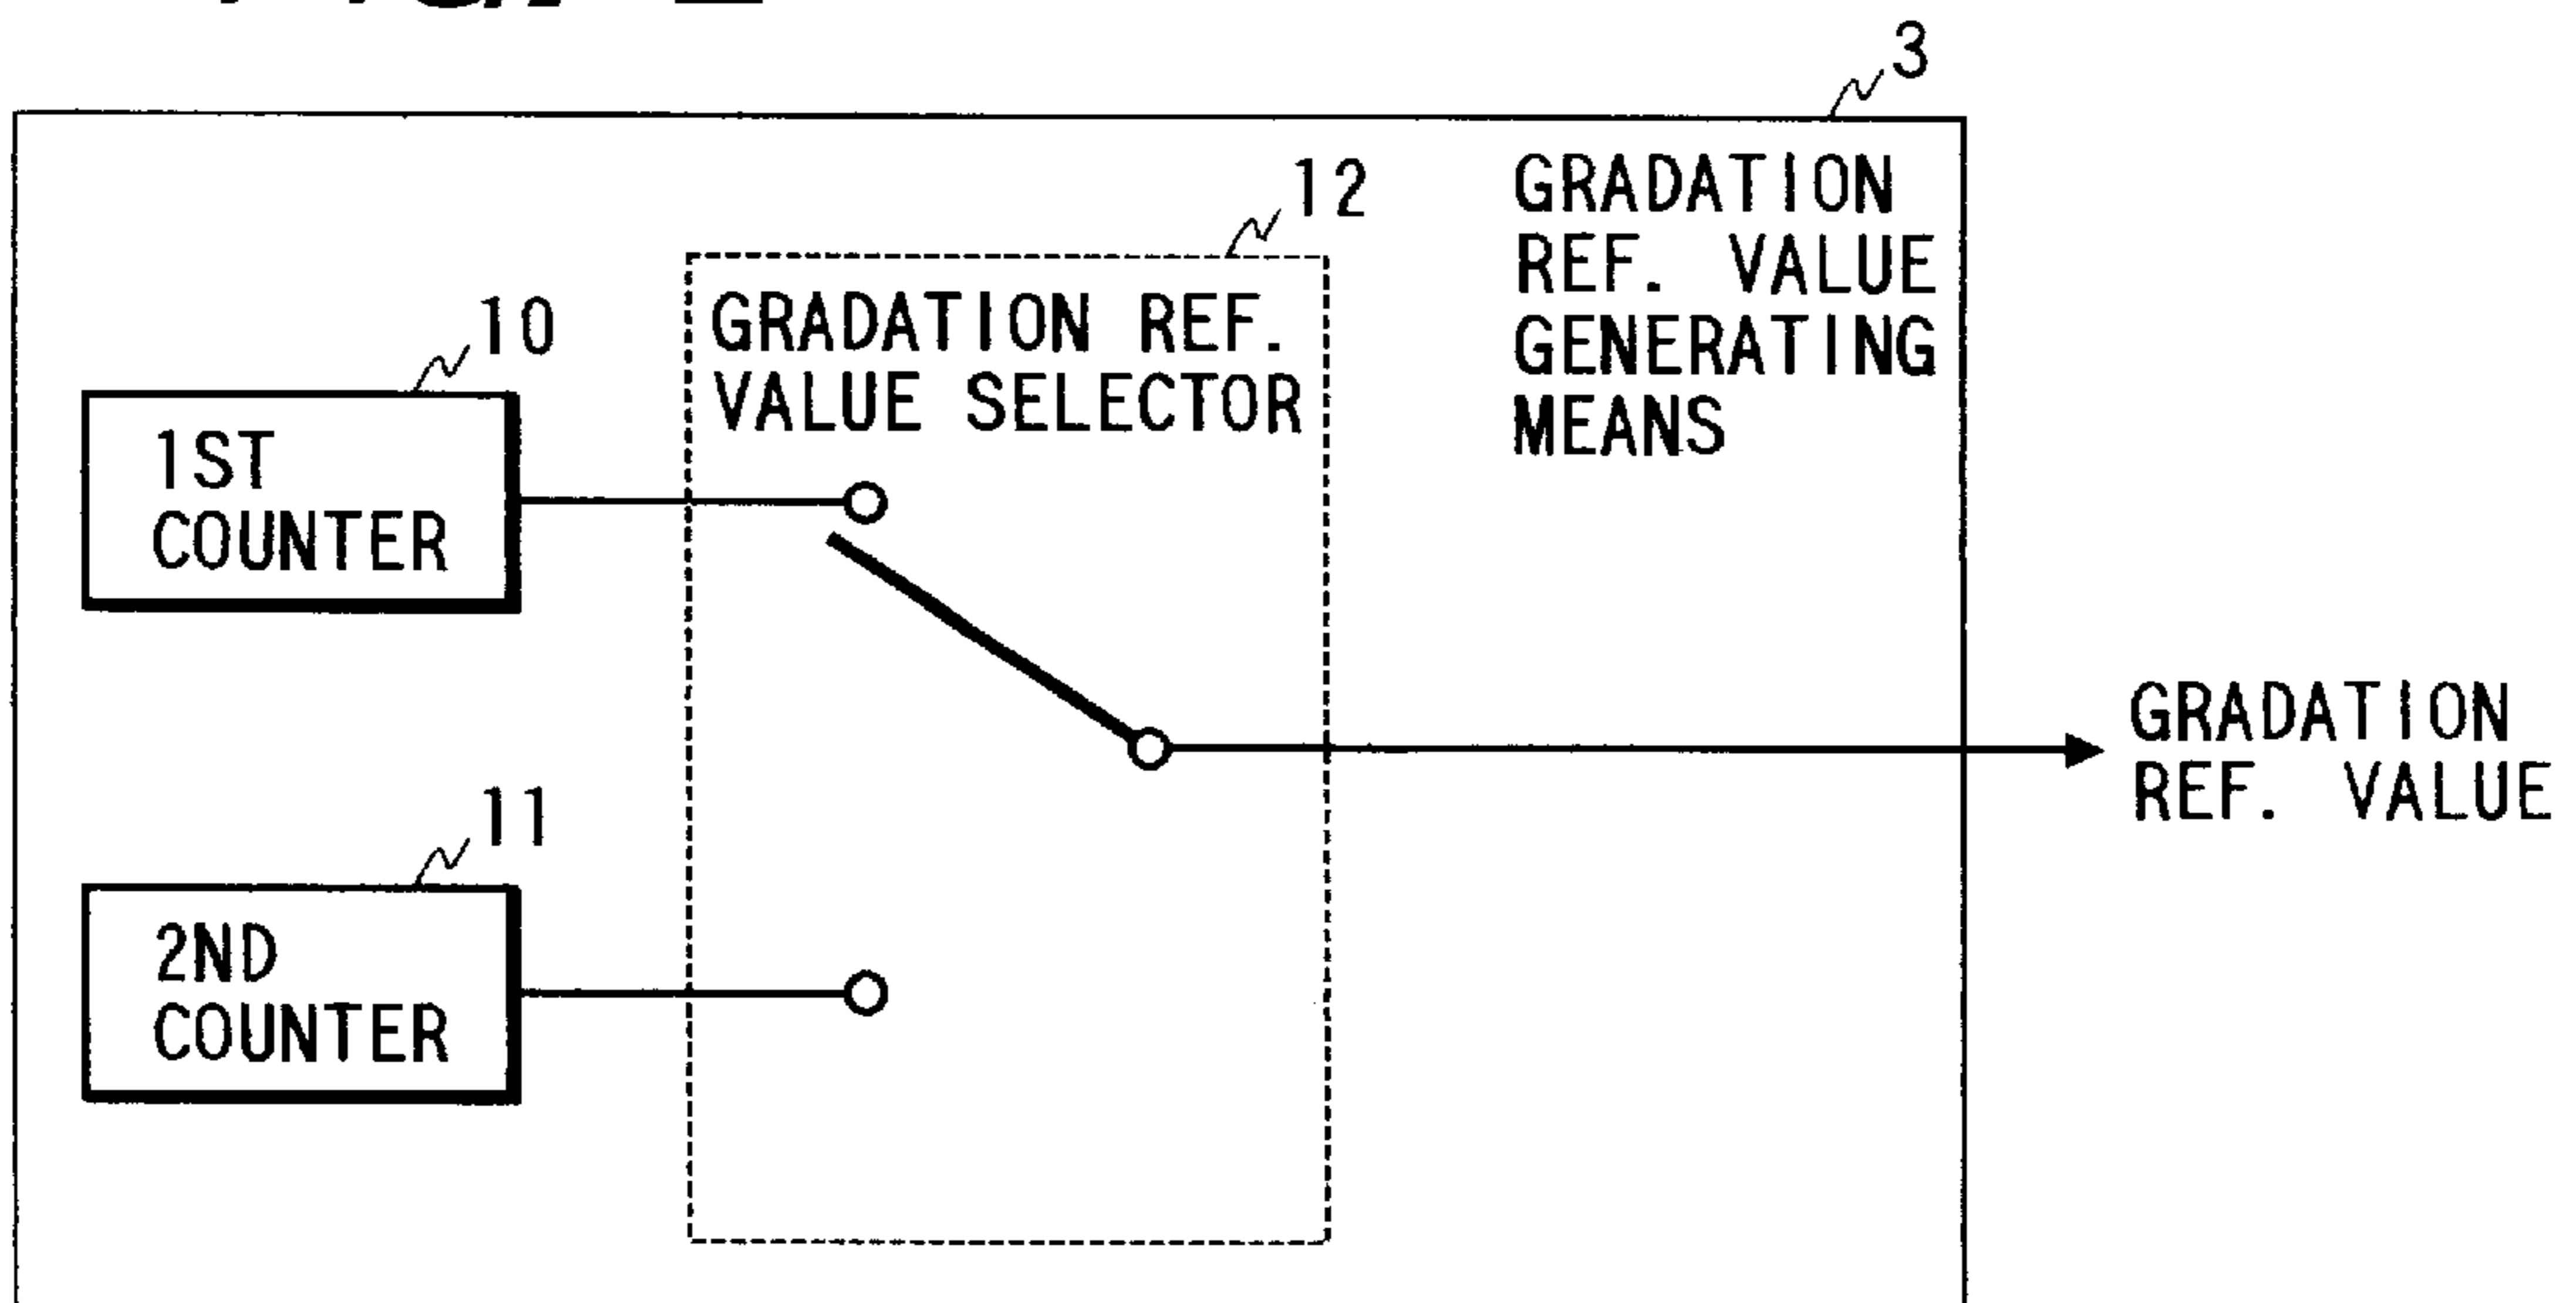 3
12
GRADATION
REF. VALUE
GENERATING
MEANS
GRADATION REF.
VALUE SELECTOR
10
1ST
COUNTER
GRADATION
REF. VALUE
11
2ND
COUNTER